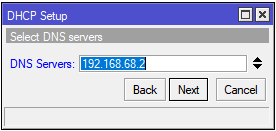 DHCP Setup
Select DNS servers
DNS Servers: 192.168.68.2
Back Next Cancel